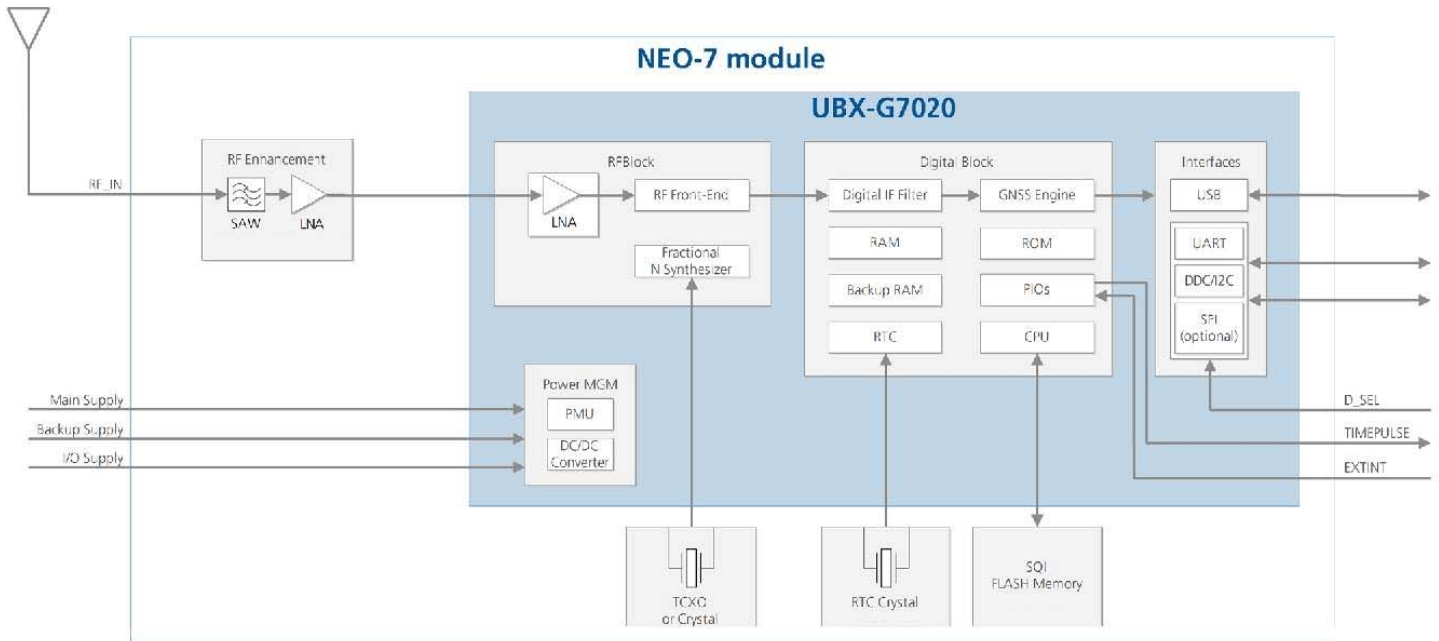 NEO-7 module
UBX-G7020
RF_IN
RF Enhancement
SAW
LNA
RFBlock
LNA
RF Front-End
Fractional
N Synthesizer
Digital Block
Digital IF Filter
GNSS Engine
RAM
ROM
Backup RAM
PIOs
RTC
CPU
Interfaces
USB
UART
DDC/I2C
SPI
(optional)
Main Supply
Backup Supply
I/O Supply
Power MGM
PMU
DC/DC
Converter
D_SEL
TIMEPULSE
EXTINT
TCXO
or Crystal
RTC Crystal
SQI
FLASH Memory